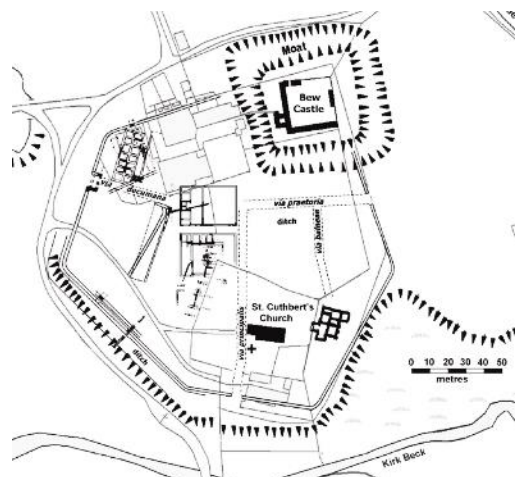 Moat
Bew
Castle
via decumana
via praetoria
ditch
via balneae
St. Cuthbert's
Church
via principalis
ditch
0 10 20 30 40 50
metres
Kirk Beck